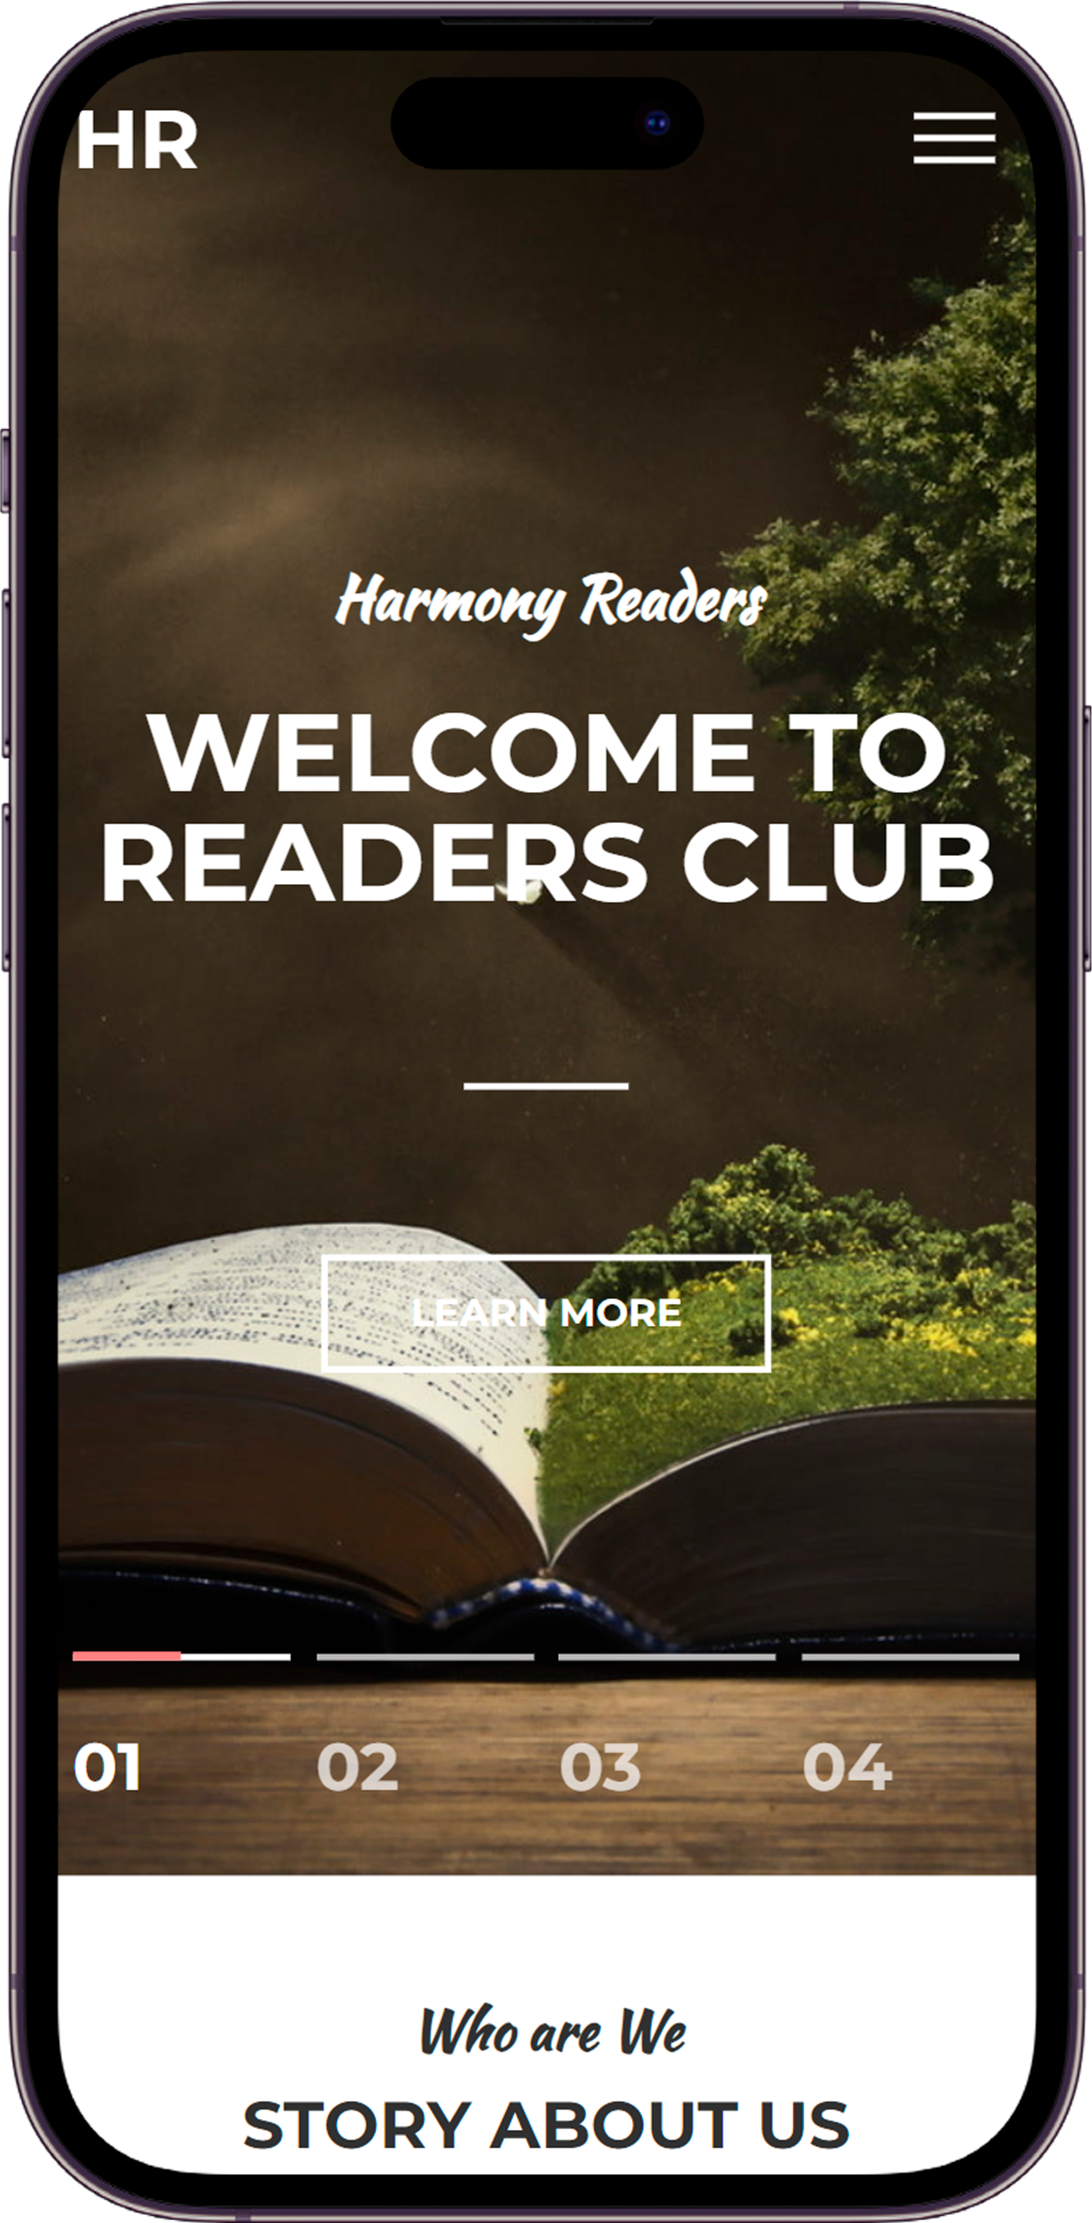 HR
Harmony Readers
WELCOME TO
READERS CLUB
LEARN MORE
01
02
03
04
Who are We
STORY ABOUT US